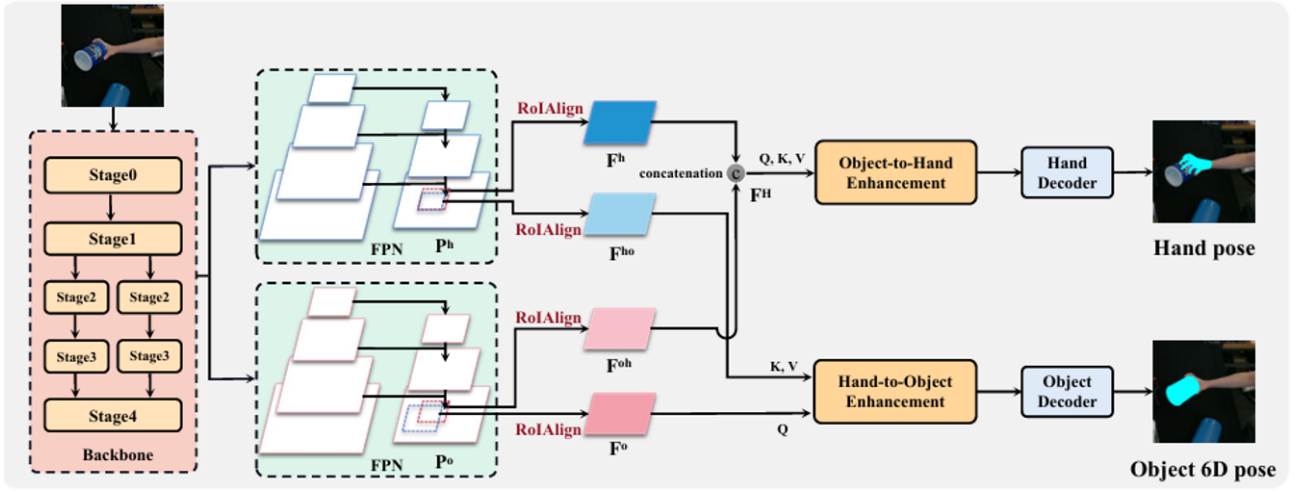 Stage0
Stage1
Stage2
Stage2
Stage3
Stage3
Stage4
Backbone
FPN
Ph
FPN
Po
RoIAlign
Fh
RoIAlign
Fho
RoIAlign
Foh
RoIAlign
Fo
concatenation
C
Q, K, V
FH
K, V
Q
Object-to-Hand
Enhancement
Hand
Decoder
Hand pose
Hand-to-Object
Enhancement
Object
Decoder
Object 6D pose